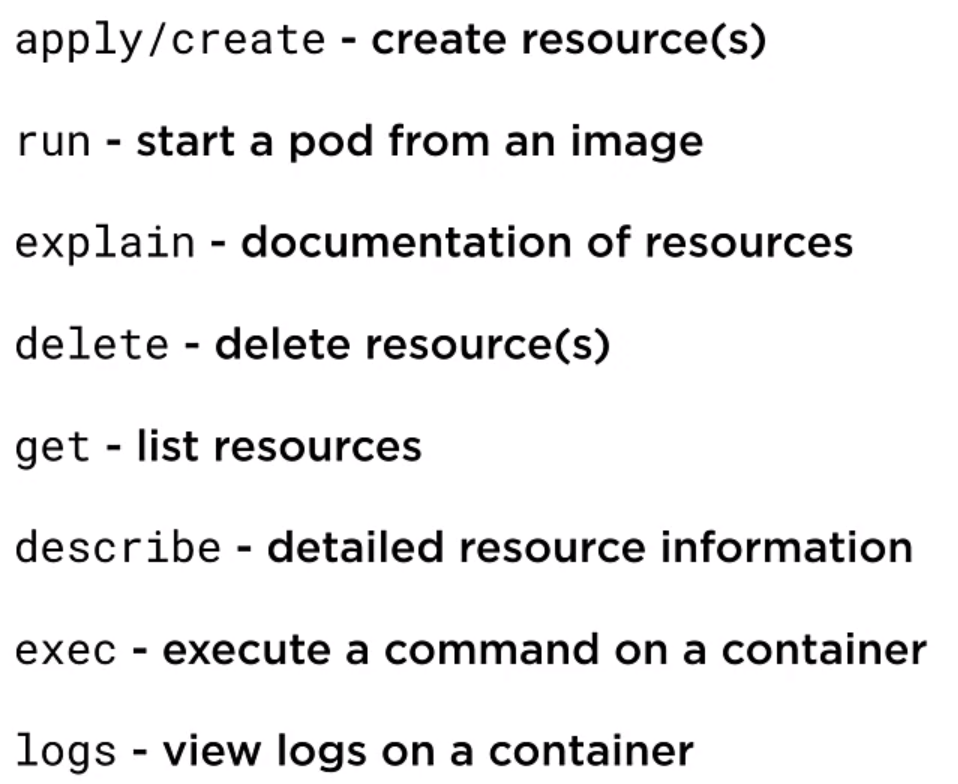 apply/create - create resource(s)
run - start a pod from an image
explain - documentation of resources
delete - delete resource(s)
get - list resources
describe - detailed resource information
exec - execute a command on a container
logs - view logs on a container